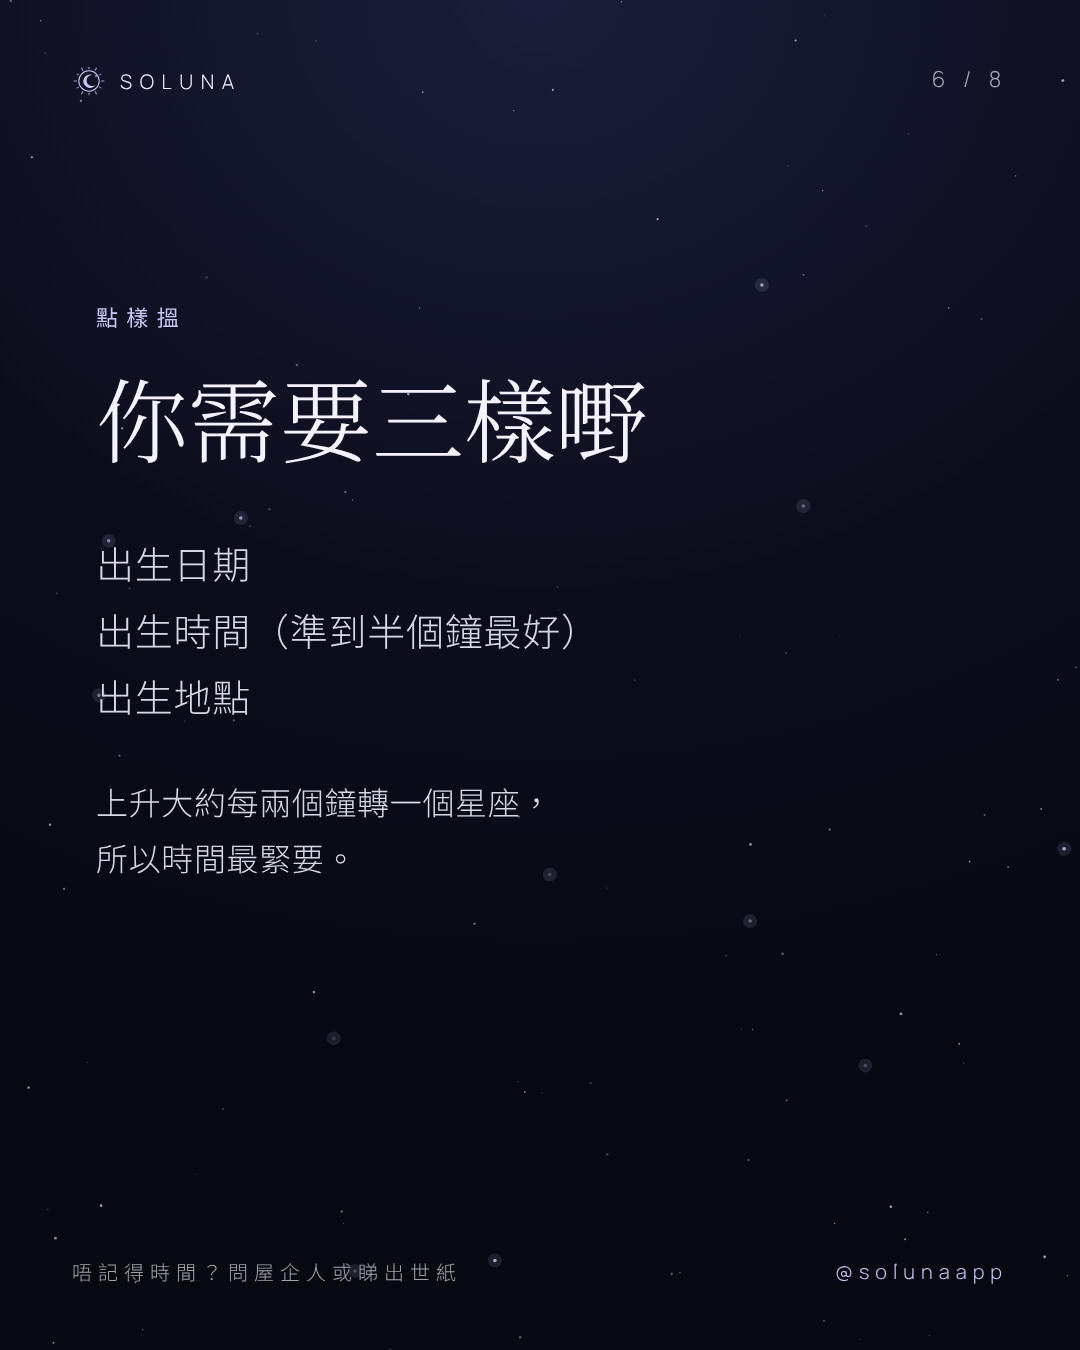 SOLUNA
6 / 8
點樣搵
你需要三樣嘢
出生日期
出生時間（準到半個鐘最好）
出生地點
上升大約每兩個鐘轉一個星座，
所以時間最緊要。
唔記得時間？問屋企人或睇出世紙
@solunaapp